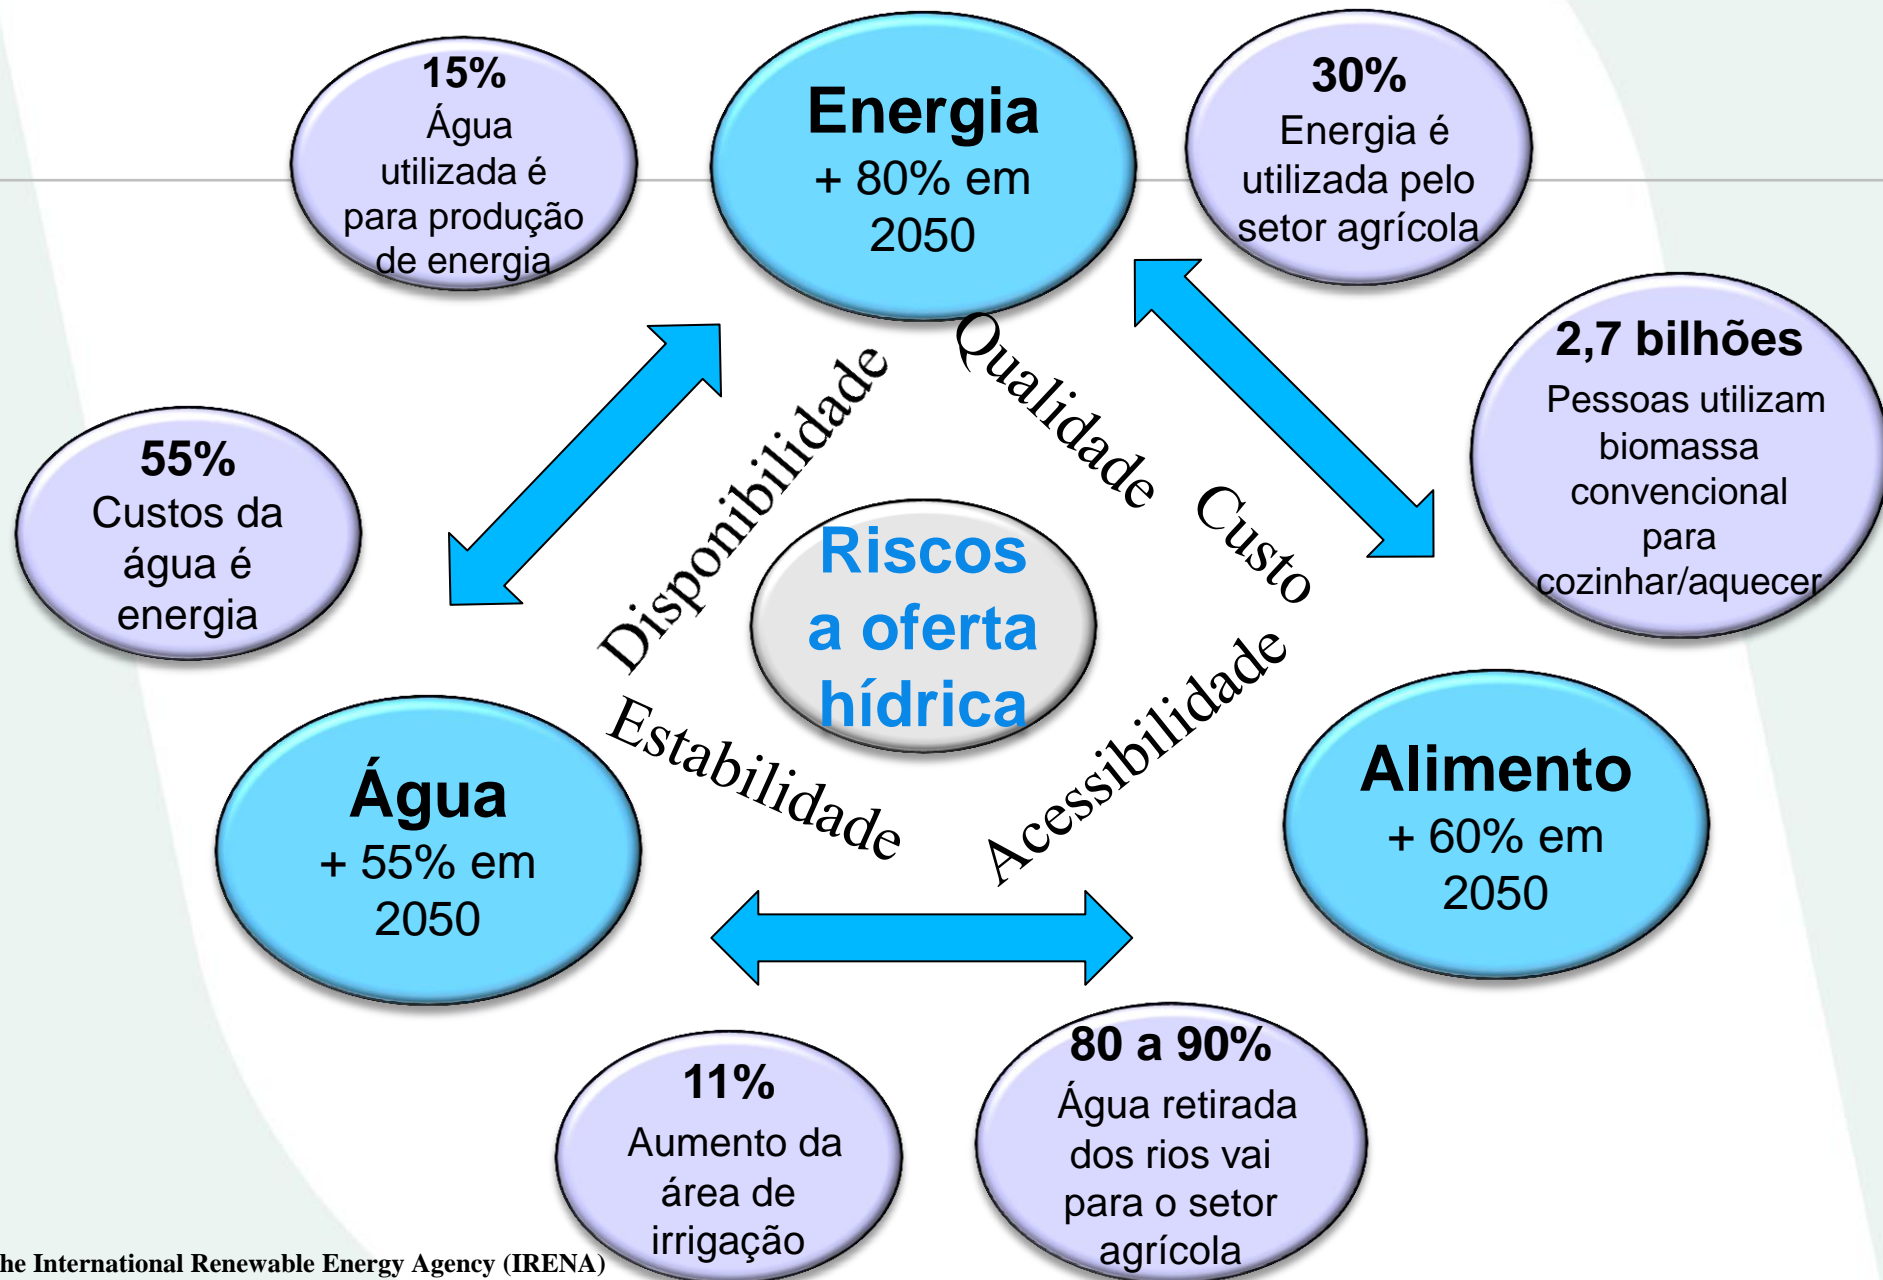 15%
Água
utilizada é
para produção
de energia
Energia
+ 80% em
2050
30%
Energia é
utilizada pelo
setor agrícola
2,7 bilhões
Pessoas utilizam
biomassa
convencional
para
cozinhar/aquecer
55%
Custos da
água é
energia
Disponibilidade
Qualidade
Custo
Riscos
a oferta
hídrica
Estabilidade
Acessibilidade
Água
+ 55% em
2050
Alimento
+ 60% em
2050
11%
Aumento da
área de
irrigação
80 a 90%
Água retirada
dos rios vai
para o setor
agrícola
he International Renewable Energy Agency (IRENA)